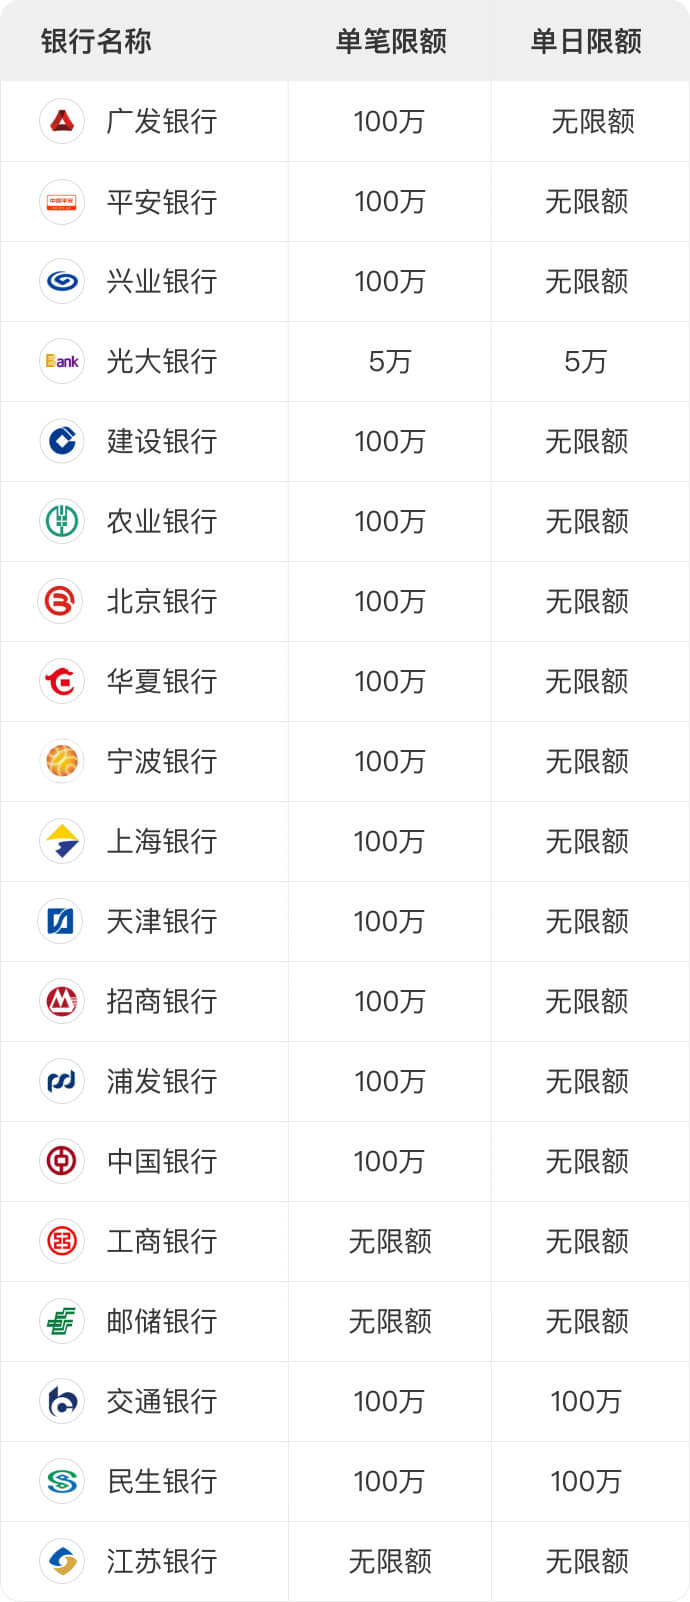 银行名称 单笔限额 单日限额
广发银行 100万 无限额
中国平安 平安银行 100万 无限额
兴业银行 100万 无限额
Bank 光大银行 5万 5万
建设银行 100万 无限额
农业银行 100万 无限额
北京银行 100万 无限额
华夏银行 100万 无限额
宁波银行 100万 无限额
上海银行 100万 无限额
天津银行 100万 无限额
招商银行 100万 无限额
浦发银行 100万 无限额
中国银行 100万 无限额
工商银行 无限额 无限额
邮储银行 无限额 无限额
交通银行 100万 100万
民生银行 100万 100万
江苏银行 无限额 无限额